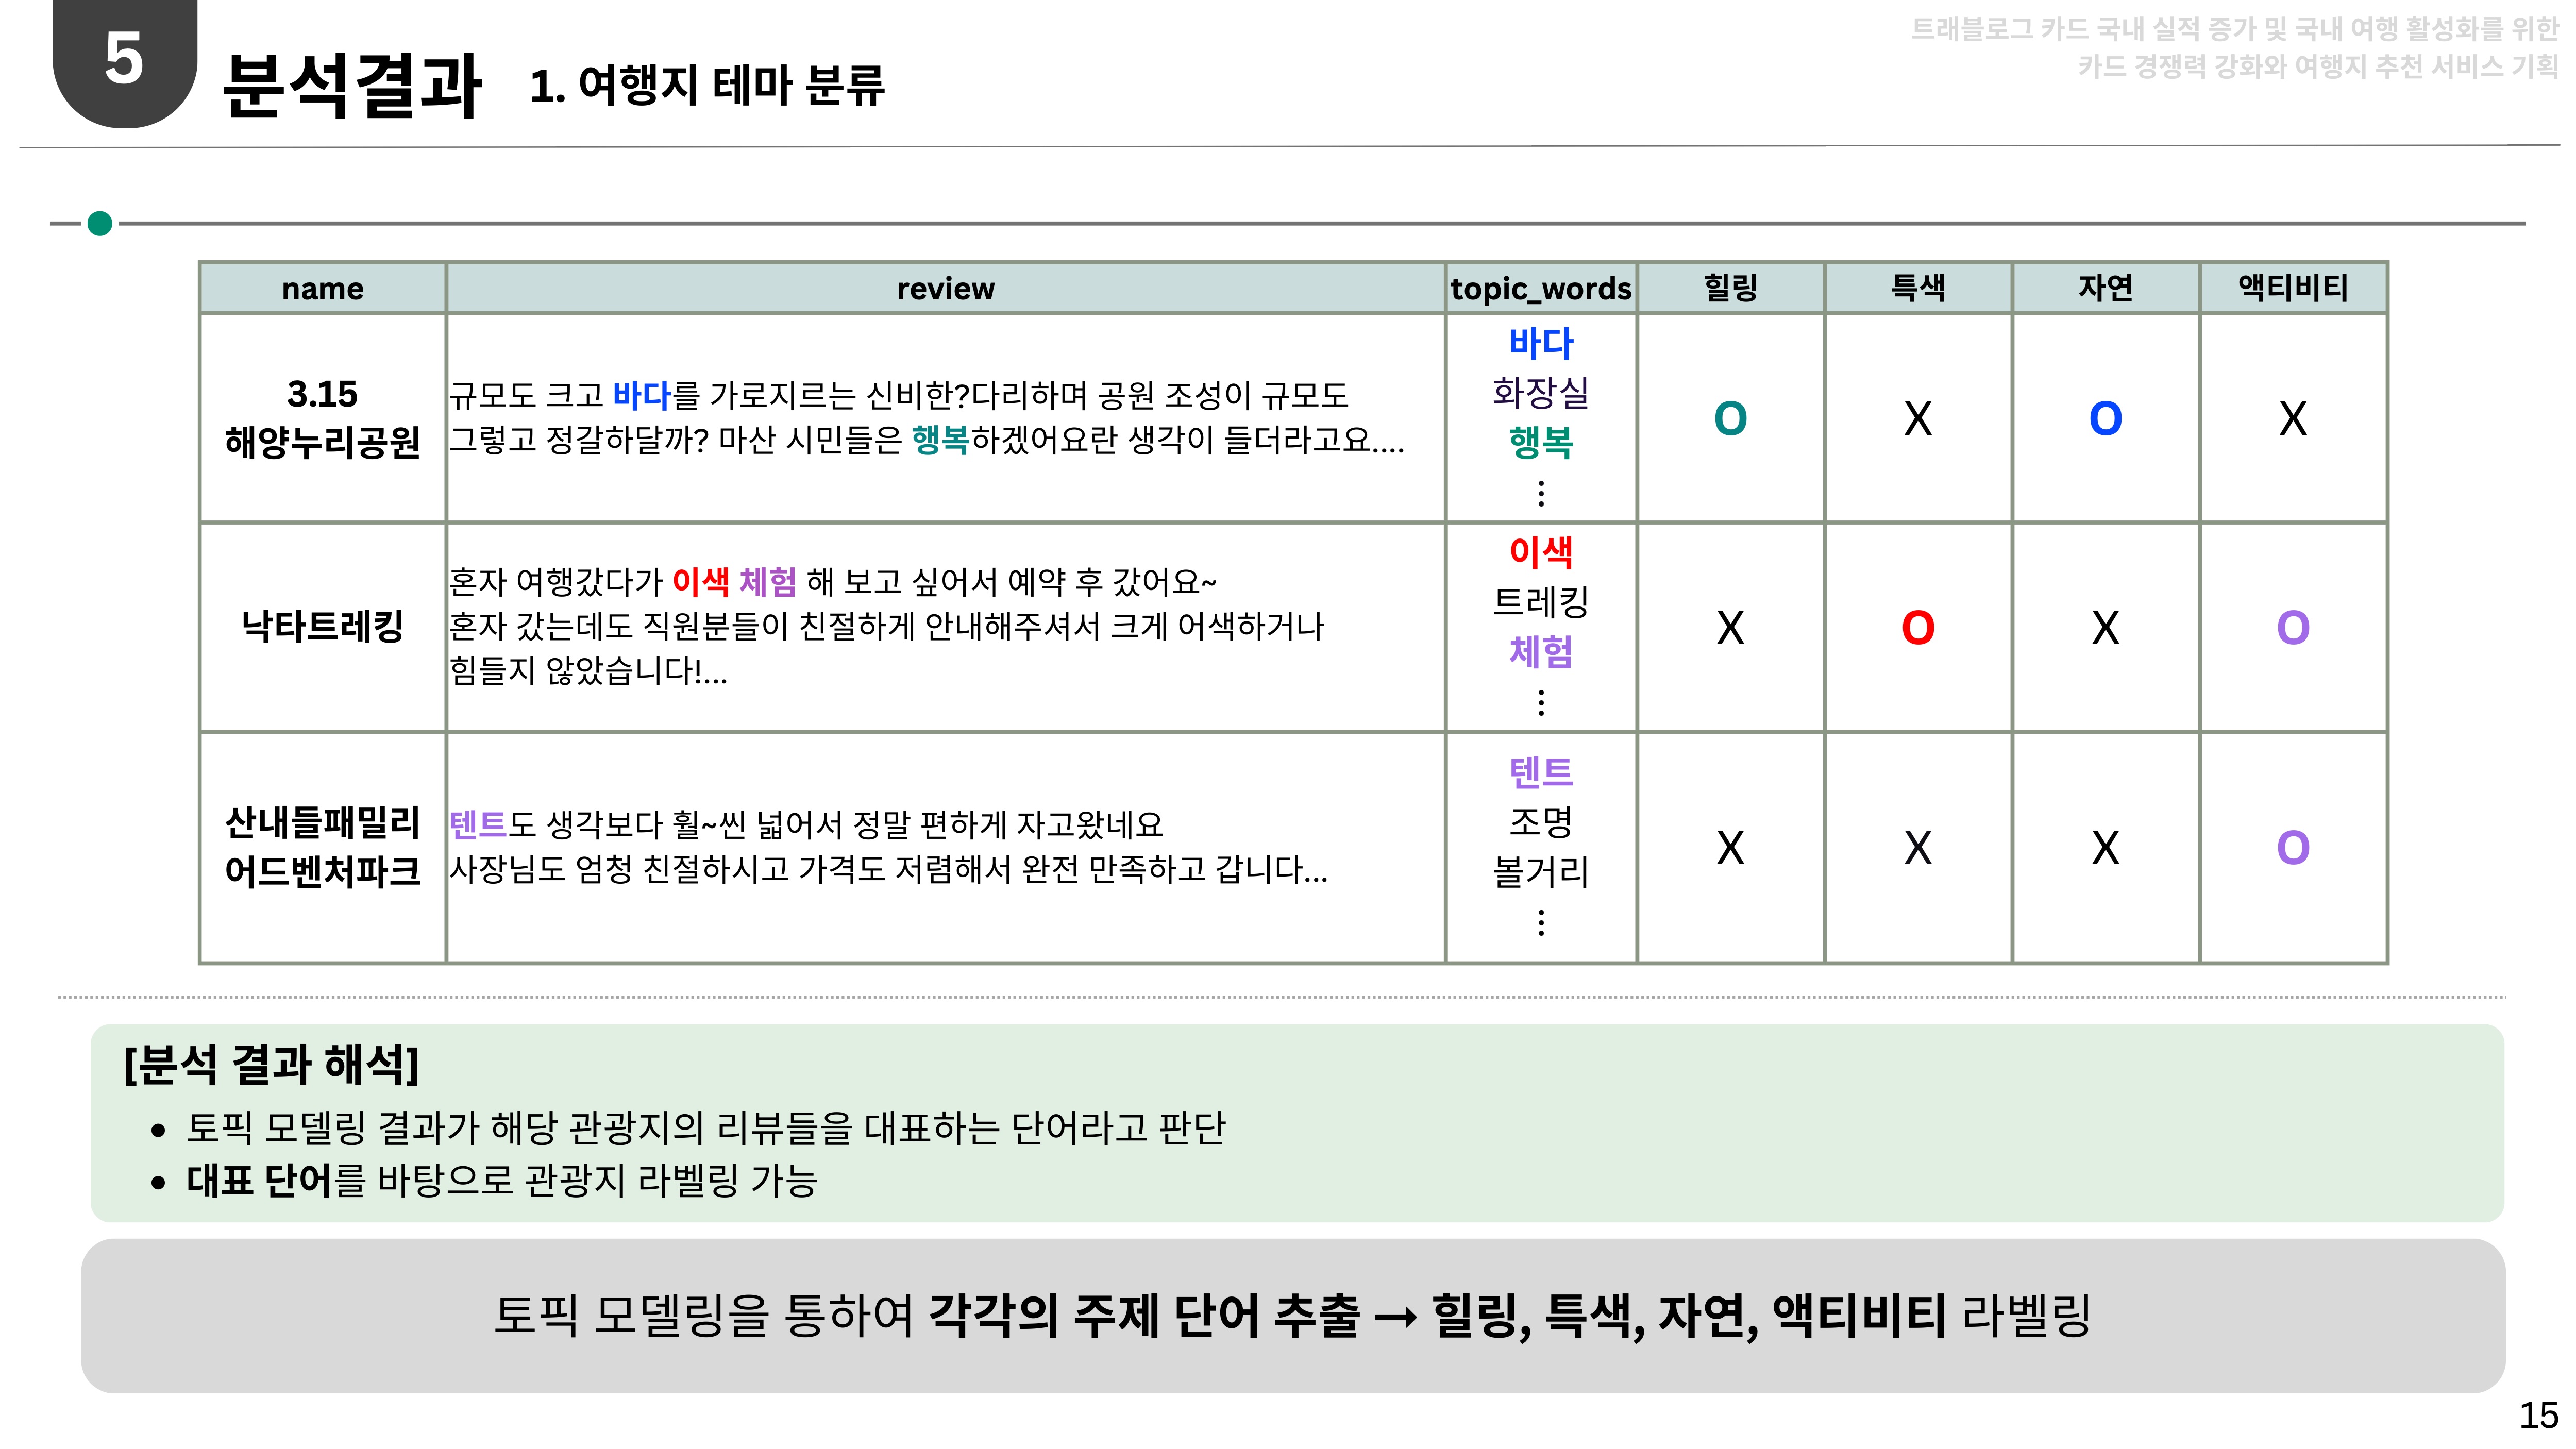 5
분석결과
1. 여행지 테마 분류
트래블로그 카드 국내 실적 증가 및 국내 여행 활성화를 위한
카드 경쟁력 강화와 여행지 추천 서비스 기획
name
review
topic_words
힐링
특색
자연
액티비티
3.15
해양누리공원
규모도 크고 바다를 가로지르는 신비한?다리하며 공원 조성이 규모도
그렇고 정갈하달까? 마산 시민들은 행복하겠어요란 생각이 들더라고요....
바다
화장실
행복
⋮
O
X
O
X
낙타트레킹
혼자 여행갔다가 이색 체험 해 보고 싶어서 예약 후 갔어요~
혼자 갔는데도 직원분들이 친절하게 안내해주셔서 크게 어색하거나
힘들지 않았습니다!...
이색
트레킹
체험
⋮
X
O
X
O
산내들패밀리
어드벤처파크
텐트도 생각보다 훨~씬 넓어서 정말 편하게 자고왔네요
사장님도 엄청 친절하시고 가격도 저렴해서 완전 만족하고 갑니다...
텐트
조명
볼거리
⋮
X
X
X
O
[분석 결과 해석]
• 토픽 모델링 결과가 해당 관광지의 리뷰들을 대표하는 단어라고 판단
• 대표 단어를 바탕으로 관광지 라벨링 가능
토픽 모델링을 통하여 각각의 주제 단어 추출 → 힐링, 특색, 자연, 액티비티 라벨링
15